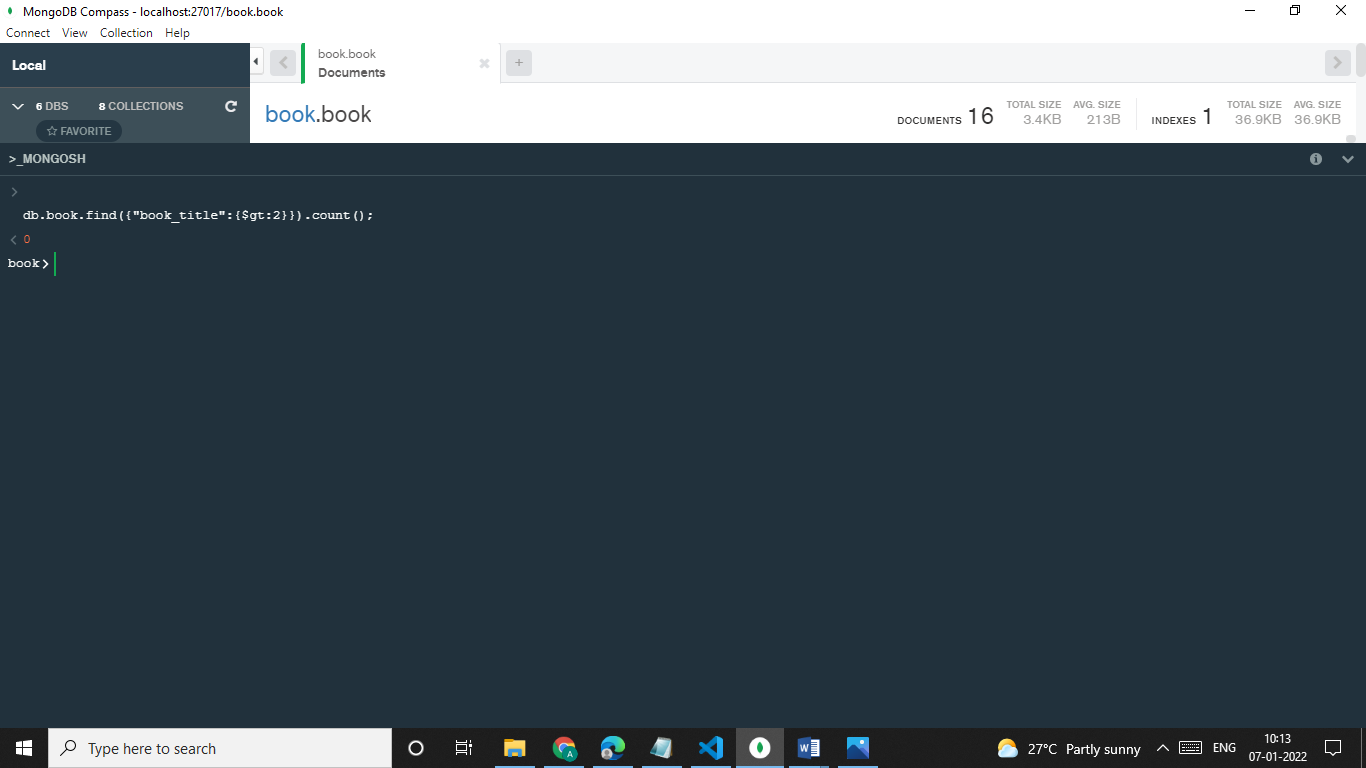 MongoDB Compass - localhost:27017/book.book
Connect View Collection Help
Local
book.book
Documents
+
6 DBS 8 COLLECTIONS
FAVORITE
book.book
DOCUMENTS 16
TOTAL SIZE 3.4KB
AVG. SIZE 213B
INDEXES 1
TOTAL SIZE 36.9KB
AVG. SIZE 36.9KB
>_MONGOSH
>
db.book.find({"book_title":{$gt:2}}).count();
< 0
book>
Type here to search
27°C Partly sunny
ENG
10:13
07-01-2022